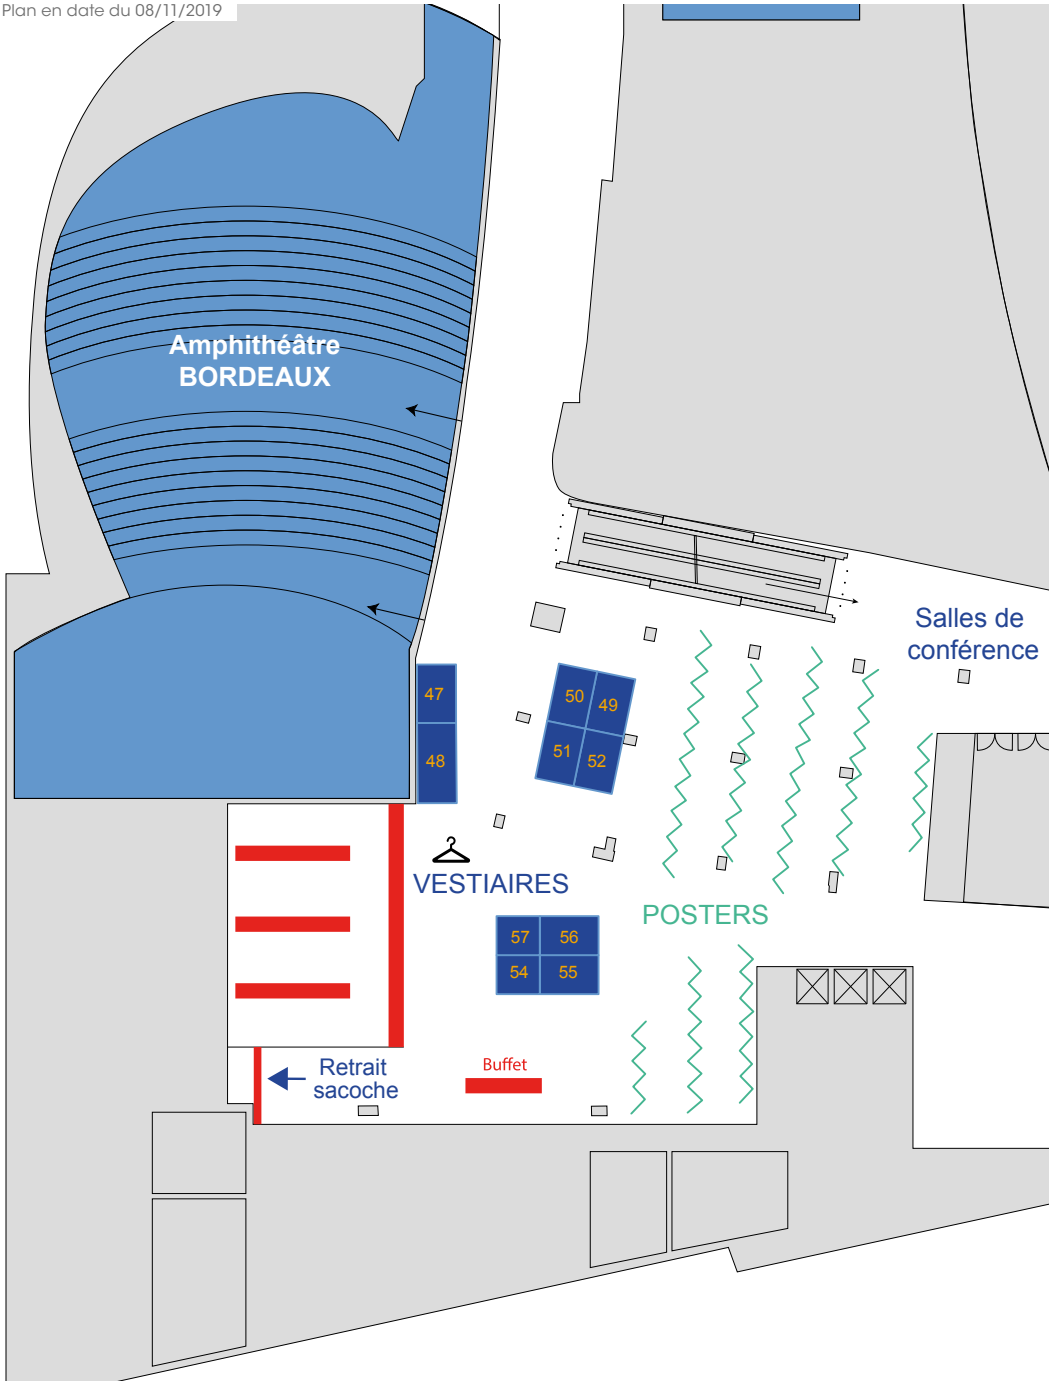 Plan en date du 08/11/2019
Amphithéâtre
BORDEAUX
Salles de
conférence
47
50
49
48
51
52
VESTIAIRES
POSTERS
57
56
54
55
Retrait
sacoche
Buffet